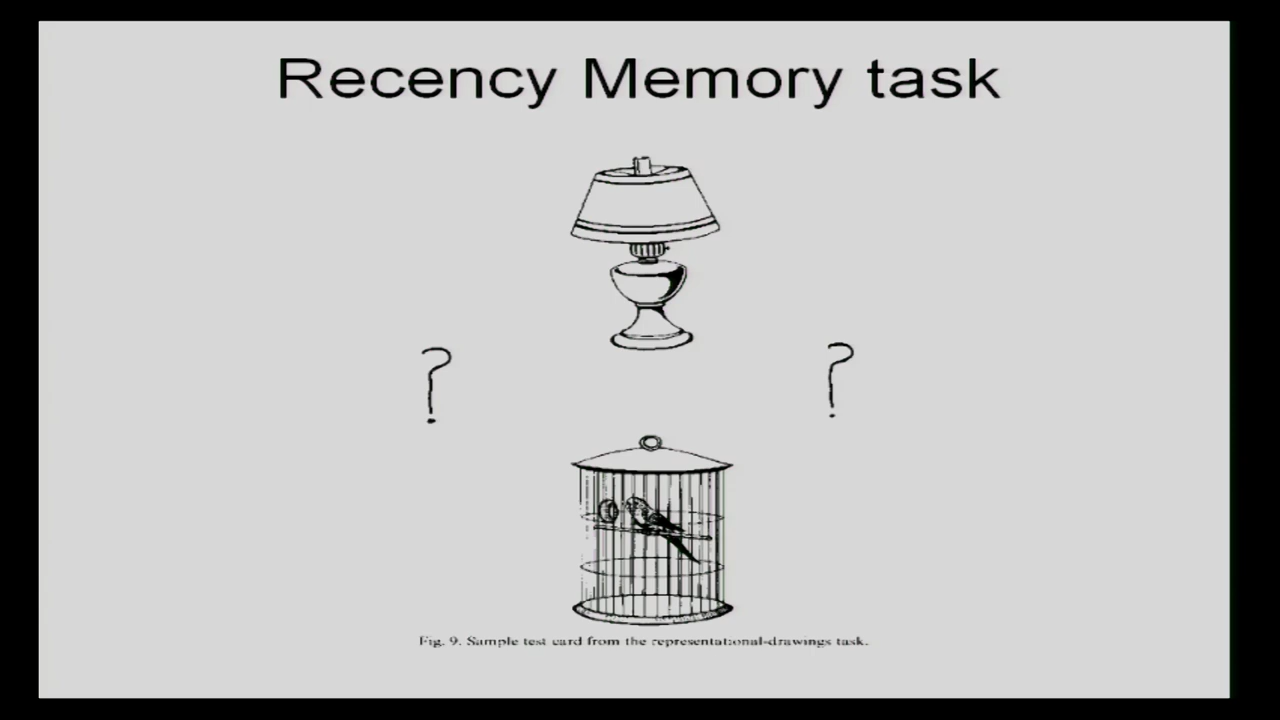 Recency Memory task
?
?
Fig. 9. Sample test card from the representational-drawings task.